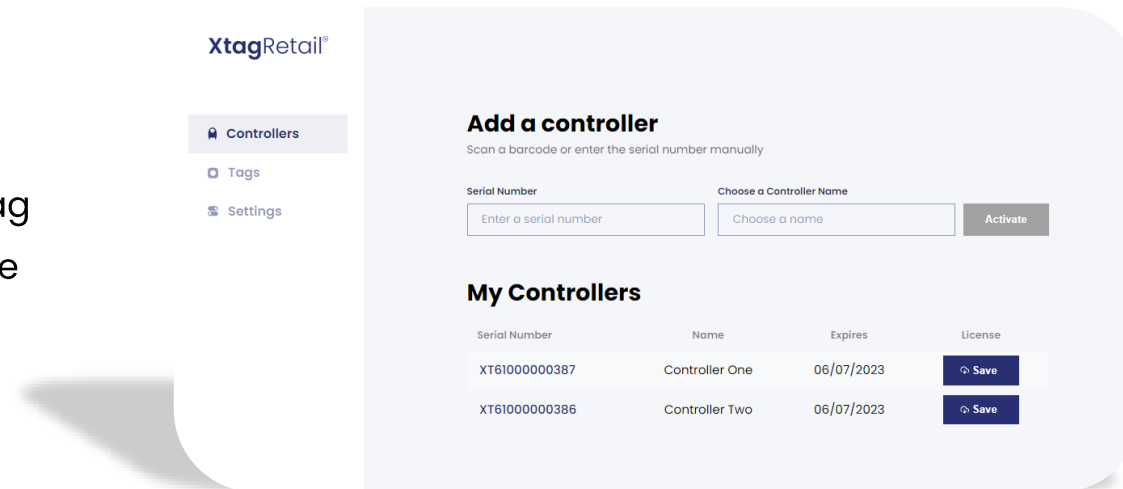 XtagRetail®
Controllers
Tags
Settings
Add a controller
Scan a barcode or enter the serial number manually
Serial Number Choose a Controller Name
Enter a serial number Choose a name Activate
My Controllers
Serial Number Name Expires License
XT61000000387 Controller One 06/07/2023 Save
XT61000000386 Controller Two 06/07/2023 Save